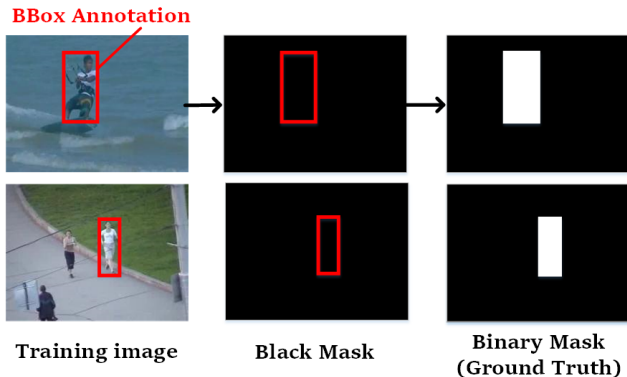 BBox Annotation
Training image
Black Mask
Binary Mask
(Ground Truth)